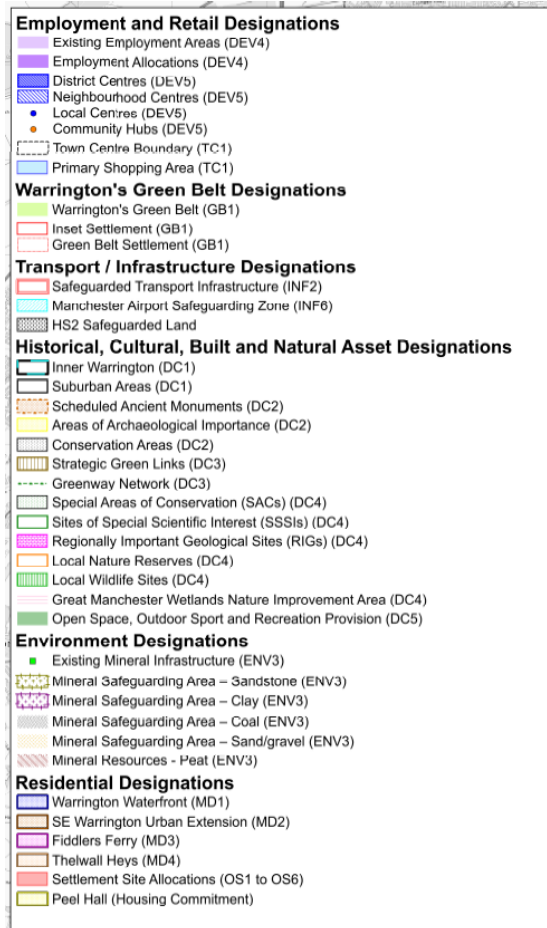 Employment and Retail Designations
Existing Employment Areas (DEV4)
Employment Allocations (DEV4)
District Centres (DEV5)
Neighbourhood Centres (DEV5)
Local Centres (DEV5)
Community Hubs (DEV5)
Town Centre Boundary (TC1)
Primary Shopping Area (TC1)
Warrington's Green Belt Designations
Warrington's Green Belt (GB1)
Inset Settlement (GB1)
Green Belt Settlement (GB1)
Transport / Infrastructure Designations
Safeguarded Transport Infrastructure (INF2)
Manchester Airport Safeguarding Zone (INF6)
HS2 Safeguarded Land
Historical, Cultural, Built and Natural Asset Designations
Inner Warrington (DC1)
Suburban Areas (DC1)
Scheduled Ancient Monuments (DC2)
Areas of Archaeological Importance (DC2)
Conservation Areas (DC2)
Strategic Green Links (DC3)
Greenway Network (DC3)
Special Areas of Conservation (SACs) (DC4)
Sites of Special Scientific Interest (SSSIs) (DC4)
Regionally Important Geological Sites (RIGs) (DC4)
Local Nature Reserves (DC4)
Local Wildlife Sites (DC4)
Great Manchester Wetlands Nature Improvement Area (DC4)
Open Space, Outdoor Sport and Recreation Provision (DC5)
Environment Designations
Existing Mineral Infrastructure (ENV3)
Mineral Safeguarding Area – Sandstone (ENV3)
Mineral Safeguarding Area – Clay (ENV3)
Mineral Safeguarding Area – Coal (ENV3)
Mineral Safeguarding Area – Sand/gravel (ENV3)
Mineral Resources - Peat (ENV3)
Residential Designations
Warrington Waterfront (MD1)
SE Warrington Urban Extension (MD2)
Fiddlers Ferry (MD3)
Thelwall Heys (MD4)
Settlement Site Allocations (OS1 to OS6)
Peel Hall (Housing Commitment)